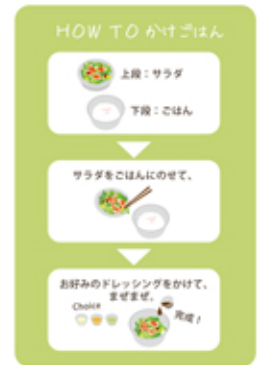 HOW TO かけごはん
上段：サラダ
下段：ごはん
サラダをごはんにのせて、
お好みのドレッシングをかけて、
まぜまぜ、
Choice
完成！